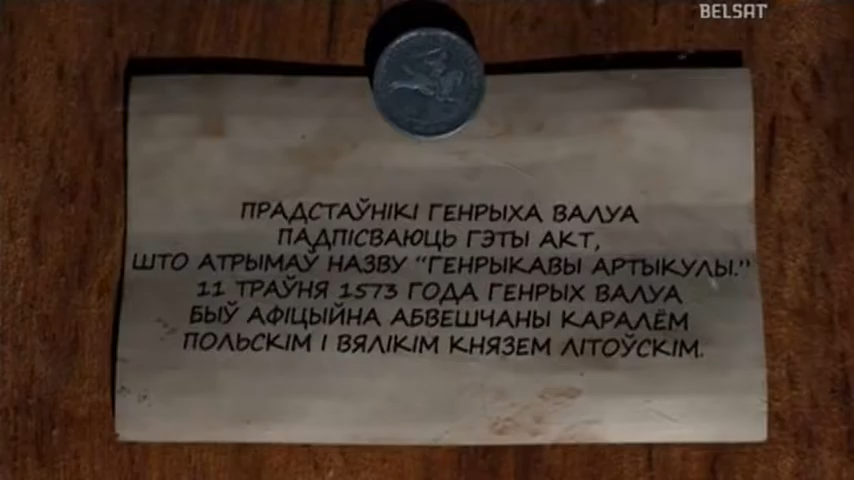 BELSAT
ПРАДСТАЎНІКІ ГЕНРЫХА ВАЛУА
ПАДПІСВАЮЦЬ ГЭТЫ АКТ,
ШТО АТРЫМАЎ НАЗВУ "ГЕНРЫКАВЫ АРТЫКУЛЫ."
11 ТРАЎНЯ 1573 ГОДА ГЕНРЫХ ВАЛУА
БЫЎ АФІЦЫЙНА АБВЕШЧАНЫ КАРАЛЁМ
ПОЛЬСКІМ І ВЯЛІКІМ КНЯЗЕМ ЛІТОЎСКІМ.